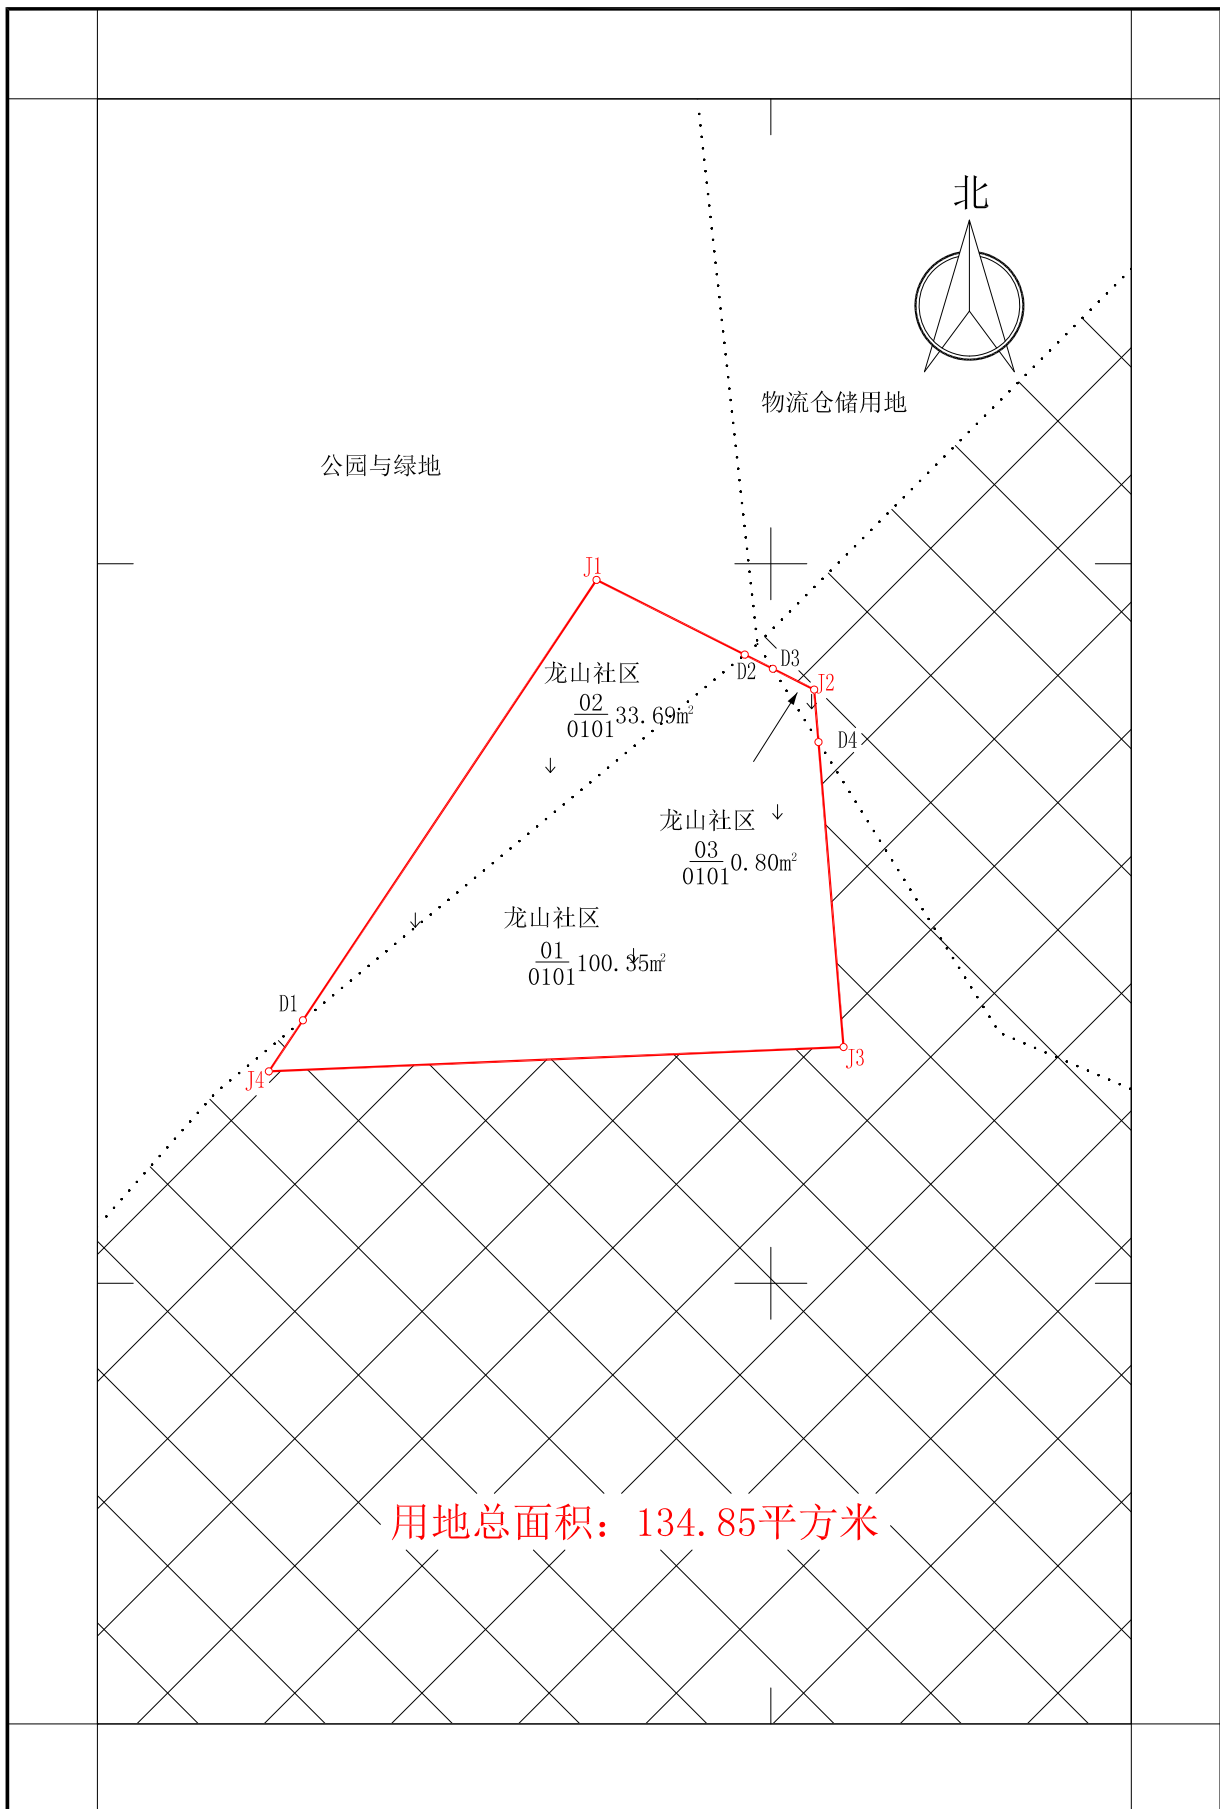 北
物流仓储用地
公园与绿地
J1
D3
D2
龙山社区
J2
02
0101 33.69m²
D4
龙山社区
03
0101 0.80m²
龙山社区
01
0101 100.35m²
D1
J3
J4
用地总面积：134.85平方米